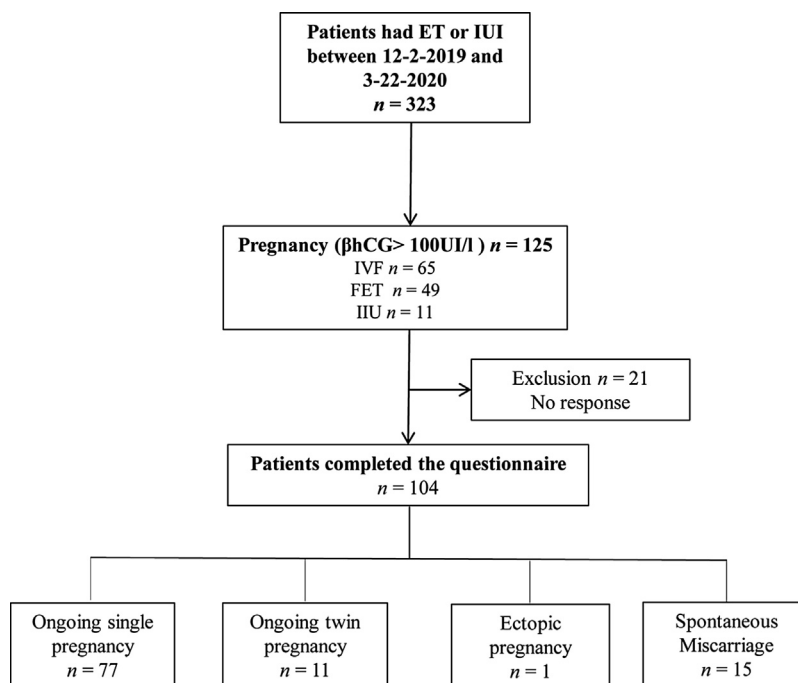 Patients had ET or IUI
between 12-2-2019 and
3-22-2020
n = 323
Pregnancy (βhCG> 100UI/l ) n = 125
IVF n = 65
FET n = 49
IIU n = 11
Exclusion n = 21
No response
Patients completed the questionnaire
n = 104
Ongoing single
pregnancy
n = 77
Ongoing twin
pregnancy
n = 11
Ectopic
pregnancy
n = 1
Spontaneous
Miscarriage
n = 15